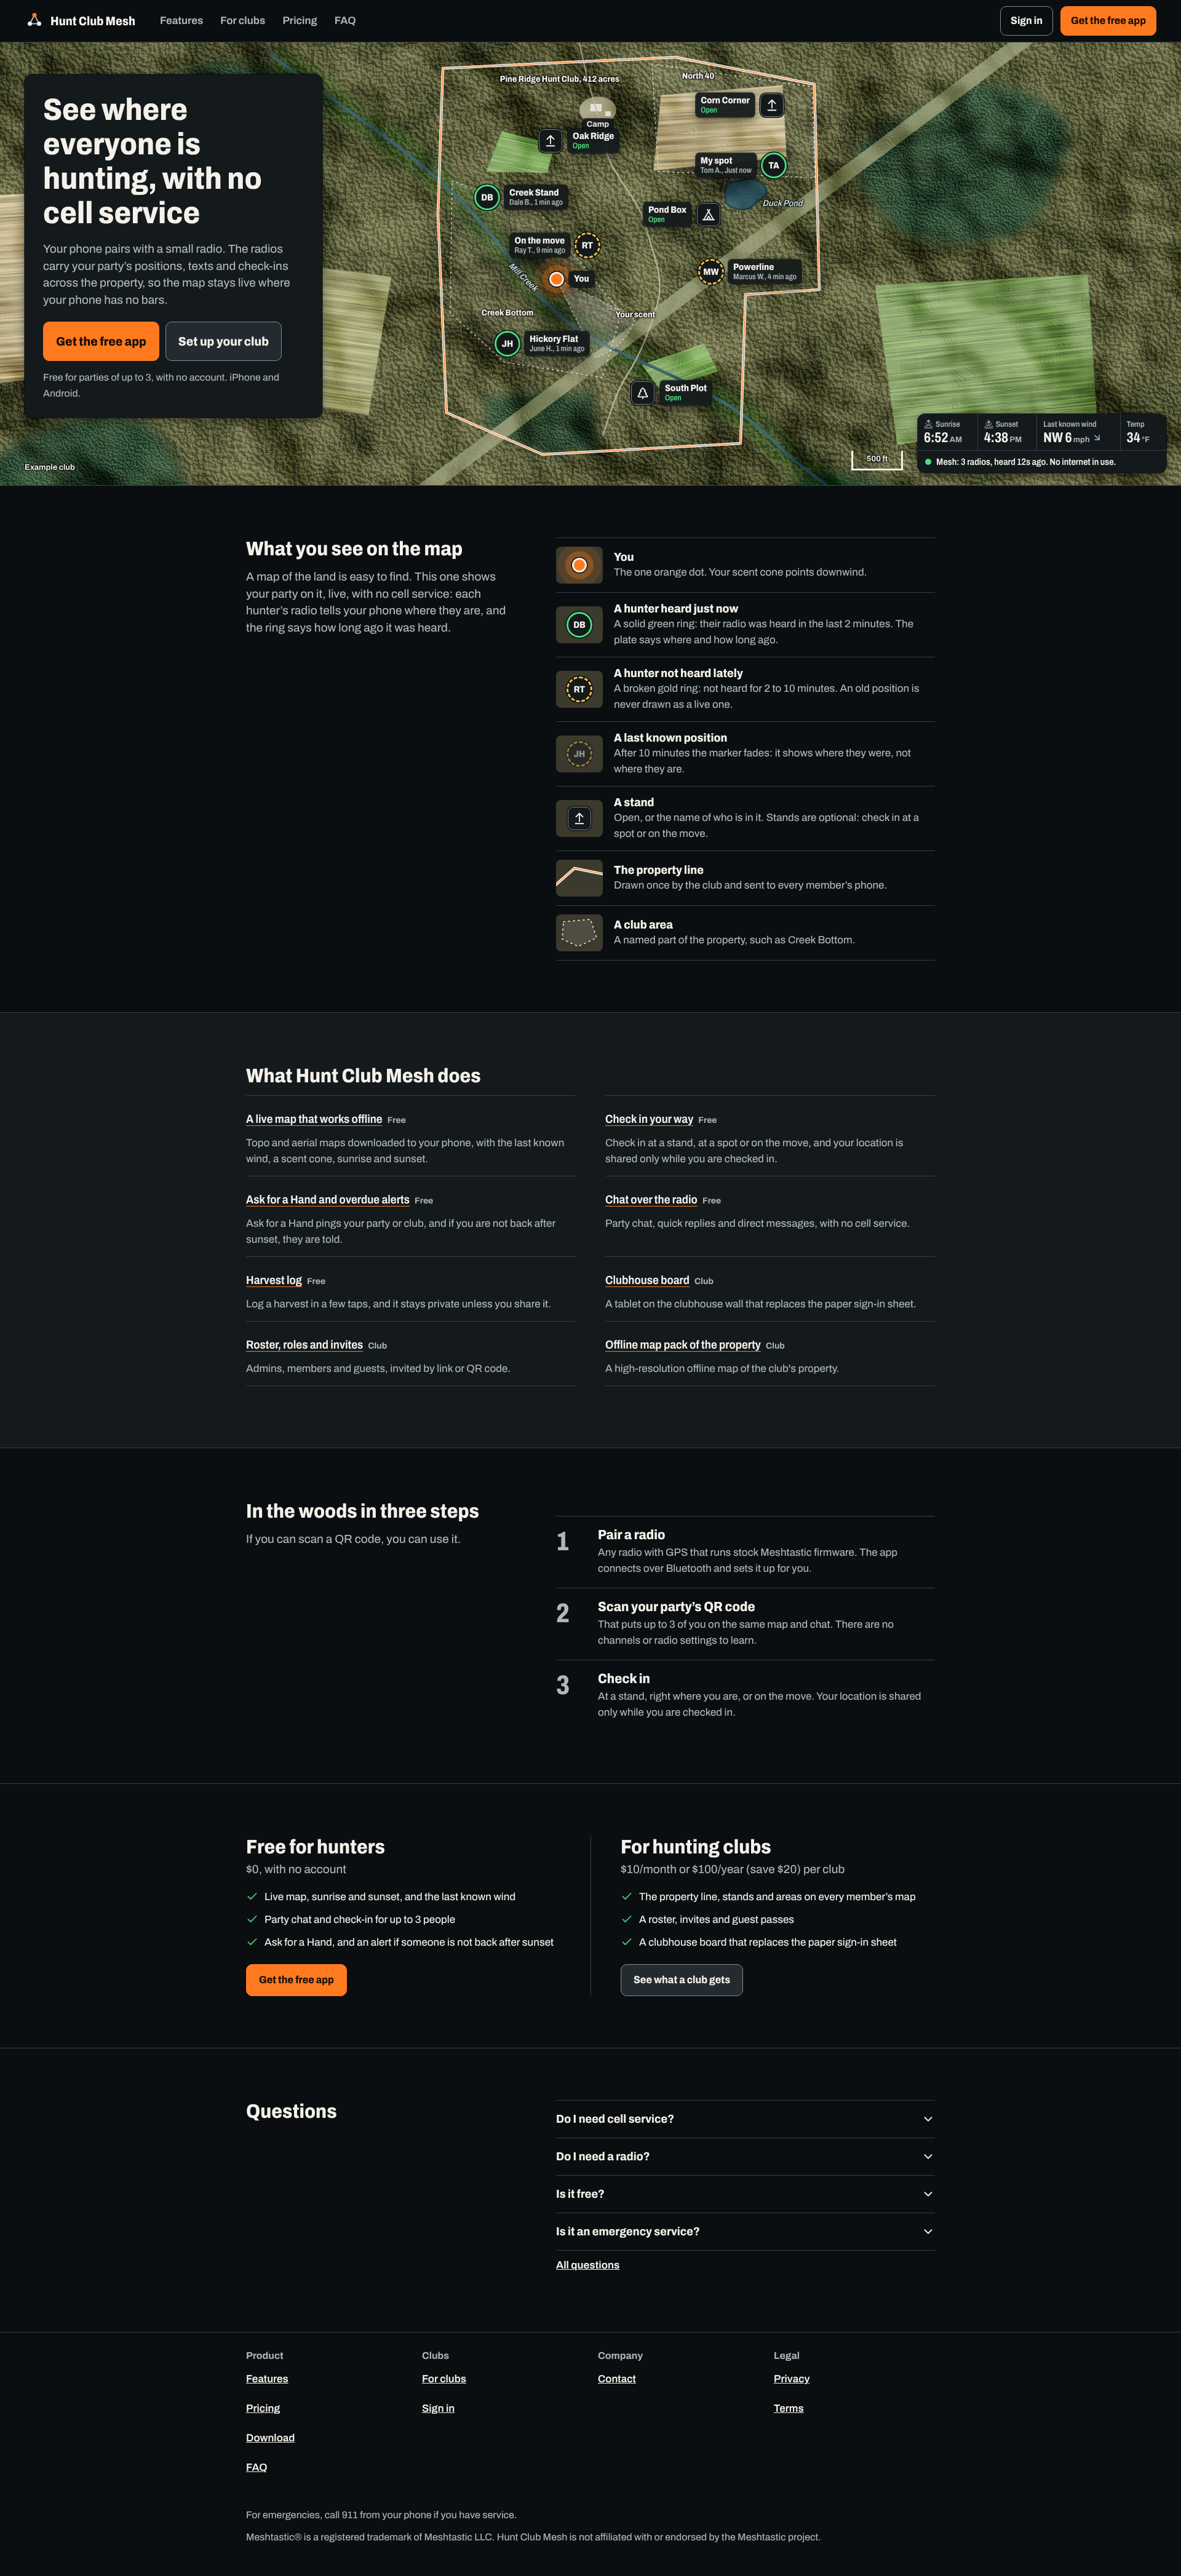 Hunt Club Mesh
Features
For clubs
Pricing
FAQ
Sign in
Get the free app
See where
everyone is
hunting, with no
cell service
Your phone pairs with a small radio. The radios
carry your party's positions, texts and check-ins
across the property, so the map stays live where
your phone has no bars.
Get the free app
Set up your club
Free for parties of up to 3, with no account. iPhone and
Android.
Example club
Pine Ridge Hunt Club, 412 acres
North 40
Corn Corner
Open
Camp
Oak Ridge
Open
My spot
Tom A., Just now
TA
DB
Creek Stand
Dale B., 1 min ago
Duck Pond
Pond Box
Open
On the move
Ray T., 9 min ago
RT
Mill Creek
You
MW
Powerline
Marcus W., 4 min ago
Creek Bottom
Your scent
JH
Hickory Flat
June H., 1 min ago
South Plot
Open
500 ft
Sunrise
6:52 AM
Sunset
4:38 PM
Last known wind
NW 6 mph
Temp
34 °F
Mesh: 3 radios, heard 12s ago. No internet in use.
What you see on the map
A map of the land is easy to find. This one shows
your party on it, live, with no cell service: each
hunter's radio tells your phone where they are, and
the ring says how long ago it was heard.
You
The one orange dot. Your scent cone points downwind.
DB
A hunter heard just now
A solid green ring: their radio was heard in the last 2 minutes. The
plate says where and how long ago.
RT
A hunter not heard lately
A broken gold ring: not heard for 2 to 10 minutes. An old position is
never drawn as a live one.
JH
A last known position
After 10 minutes the marker fades: it shows where they were, not
where they are.
A stand
Open, or the name of who is in it. Stands are optional: check in at a
spot or on the move.
The property line
Drawn once by the club and sent to every member's phone.
A club area
A named part of the property, such as Creek Bottom.
What Hunt Club Mesh does
A live map that works offline Free
Topo and aerial maps downloaded to your phone, with the last known
wind, a scent cone, sunrise and sunset.
Check in your way Free
Check in at a stand, at a spot or on the move, and your location is
shared only while you are checked in.
Ask for a Hand and overdue alerts Free
Ask for a Hand pings your party or club, and if you are not back after
sunset, they are told.
Chat over the radio Free
Party chat, quick replies and direct messages, with no cell service.
Harvest log Free
Log a harvest in a few taps, and it stays private unless you share it.
Clubhouse board Club
A tablet on the clubhouse wall that replaces the paper sign-in sheet.
Roster, roles and invites Club
Admins, members and guests, invited by link or QR code.
Offline map pack of the property Club
A high-resolution offline map of the club's property.
In the woods in three steps
If you can scan a QR code, you can use it.
1
Pair a radio
Any radio with GPS that runs stock Meshtastic firmware. The app
connects over Bluetooth and sets it up for you.
2
Scan your party's QR code
That puts up to 3 of you on the same map and chat. There are no
channels or radio settings to learn.
3
Check in
At a stand, right where you are, or on the move. Your location is shared
only while you are checked in.
Free for hunters
$0, with no account
Live map, sunrise and sunset, and the last known wind
Party chat and check-in for up to 3 people
Ask for a Hand, and an alert if someone is not back after sunset
Get the free app
For hunting clubs
$10/month or $100/year (save $20) per club
The property line, stands and areas on every member's map
A roster, invites and guest passes
A clubhouse board that replaces the paper sign-in sheet
See what a club gets
Questions
Do I need cell service?
Do I need a radio?
Is it free?
Is it an emergency service?
All questions
Product
Features
Pricing
Download
FAQ
Clubs
For clubs
Sign in
Company
Contact
Legal
Privacy
Terms
For emergencies, call 911 from your phone if you have service.
Meshtastic® is a registered trademark of Meshtastic LLC. Hunt Club Mesh is not affiliated with or endorsed by the Meshtastic project.